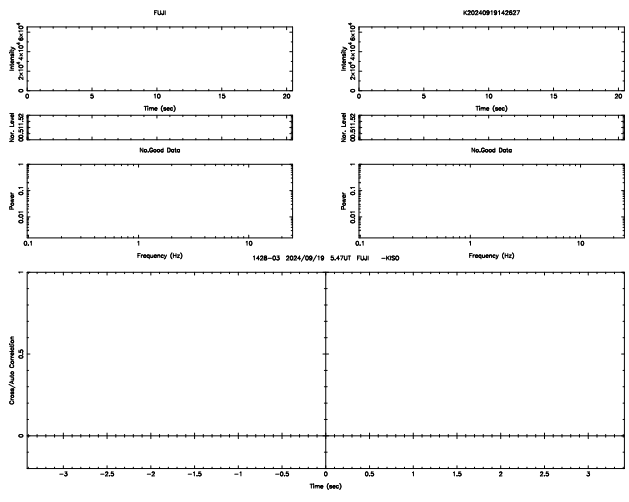 FUJI
K20240919142627
Intensity
0 2×10⁴ 4×10⁴ 6×10⁴
0 5 10 15 20
Time (sec)
Intensity
0 2×10⁴ 4×10⁴ 6×10⁴
0 5 10 15 20
Time (sec)
Nor. Level
00.511.52
No.Good Data
Nor. Level
00.511.52
No.Good Data
Power
0.01 0.1 1
0.1 1 10
Frequency (Hz)
Power
0.01 0.1 1
0.1 1 10
Frequency (Hz)
1428-03 2024/09/19 5.47UT FUJI -KISO
Cross/Auto Correlation
0 0.5 1
-3 -2.5 -2 -1.5 -1 -0.5 0 0.5 1 1.5 2 2.5 3
Time (sec)